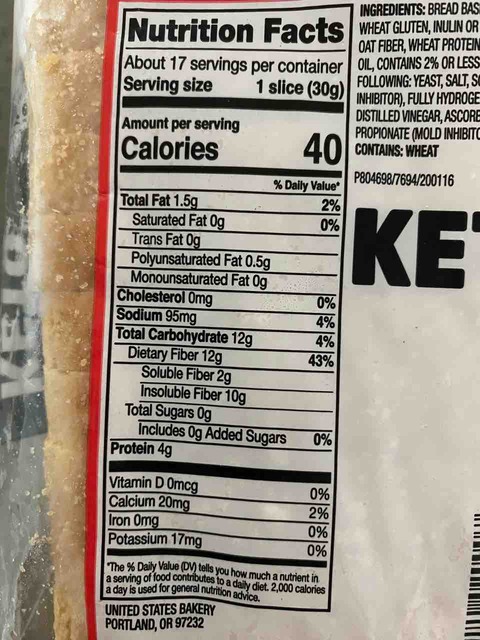 Nutrition Facts
About 17 servings per container
Serving size 1 slice (30g)
Amount per serving
Calories 40
% Daily Value*
Total Fat 1.5g 2%
Saturated Fat 0g 0%
Trans Fat 0g
Polyunsaturated Fat 0.5g
Monounsaturated Fat 0g
Cholesterol 0mg 0%
Sodium 95mg 4%
Total Carbohydrate 12g 4%
Dietary Fiber 12g 43%
Soluble Fiber 2g
Insoluble Fiber 10g
Total Sugars 0g
Includes 0g Added Sugars 0%
Protein 4g
Vitamin D 0mcg 0%
Calcium 20mg 2%
Iron 0mg 0%
Potassium 17mg 0%
*The % Daily Value (DV) tells you how much a nutrient in
a serving of food contributes to a daily diet. 2,000 calories
a day is used for general nutrition advice.
UNITED STATES BAKERY
PORTLAND, OR 97232
INGREDIENTS: BREAD BAS
WHEAT GLUTEN, INULIN OR
OAT FIBER, WHEAT PROTEIN
OIL, CONTAINS 2% OR LESS
FOLLOWING: YEAST, SALT, SO
INHIBITOR), FULLY HYDROGE
DISTILLED VINEGAR, ASCORB
PROPIONATE (MOLD INHIBITO
CONTAINS: WHEAT
P804698/7694/200116
KET